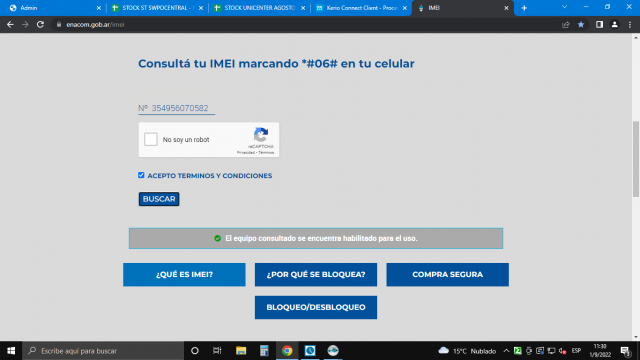 Admin
STOCK ST SWPOCENTRAL -
STOCK UNICENTER AGOSTO
Kerio Connect Client - Procu
IMEI
enacom.gob.ar/imei
Consultá tu IMEI marcando *#06# en tu celular
Nº 354956070582
No soy un robot
reCAPTCHA
Privacidad - Términos
ACEPTO TERMINOS Y CONDICIONES
BUSCAR
El equipo consultado se encuentra habilitado para el uso.
¿QUÉ ES IMEI?
¿POR QUÉ SE BLOQUEA?
COMPRA SEGURA
BLOQUEO/DESBLOQUEO
Escribe aquí para buscar
15°C Nublado
ESP
11:30
1/9/2022